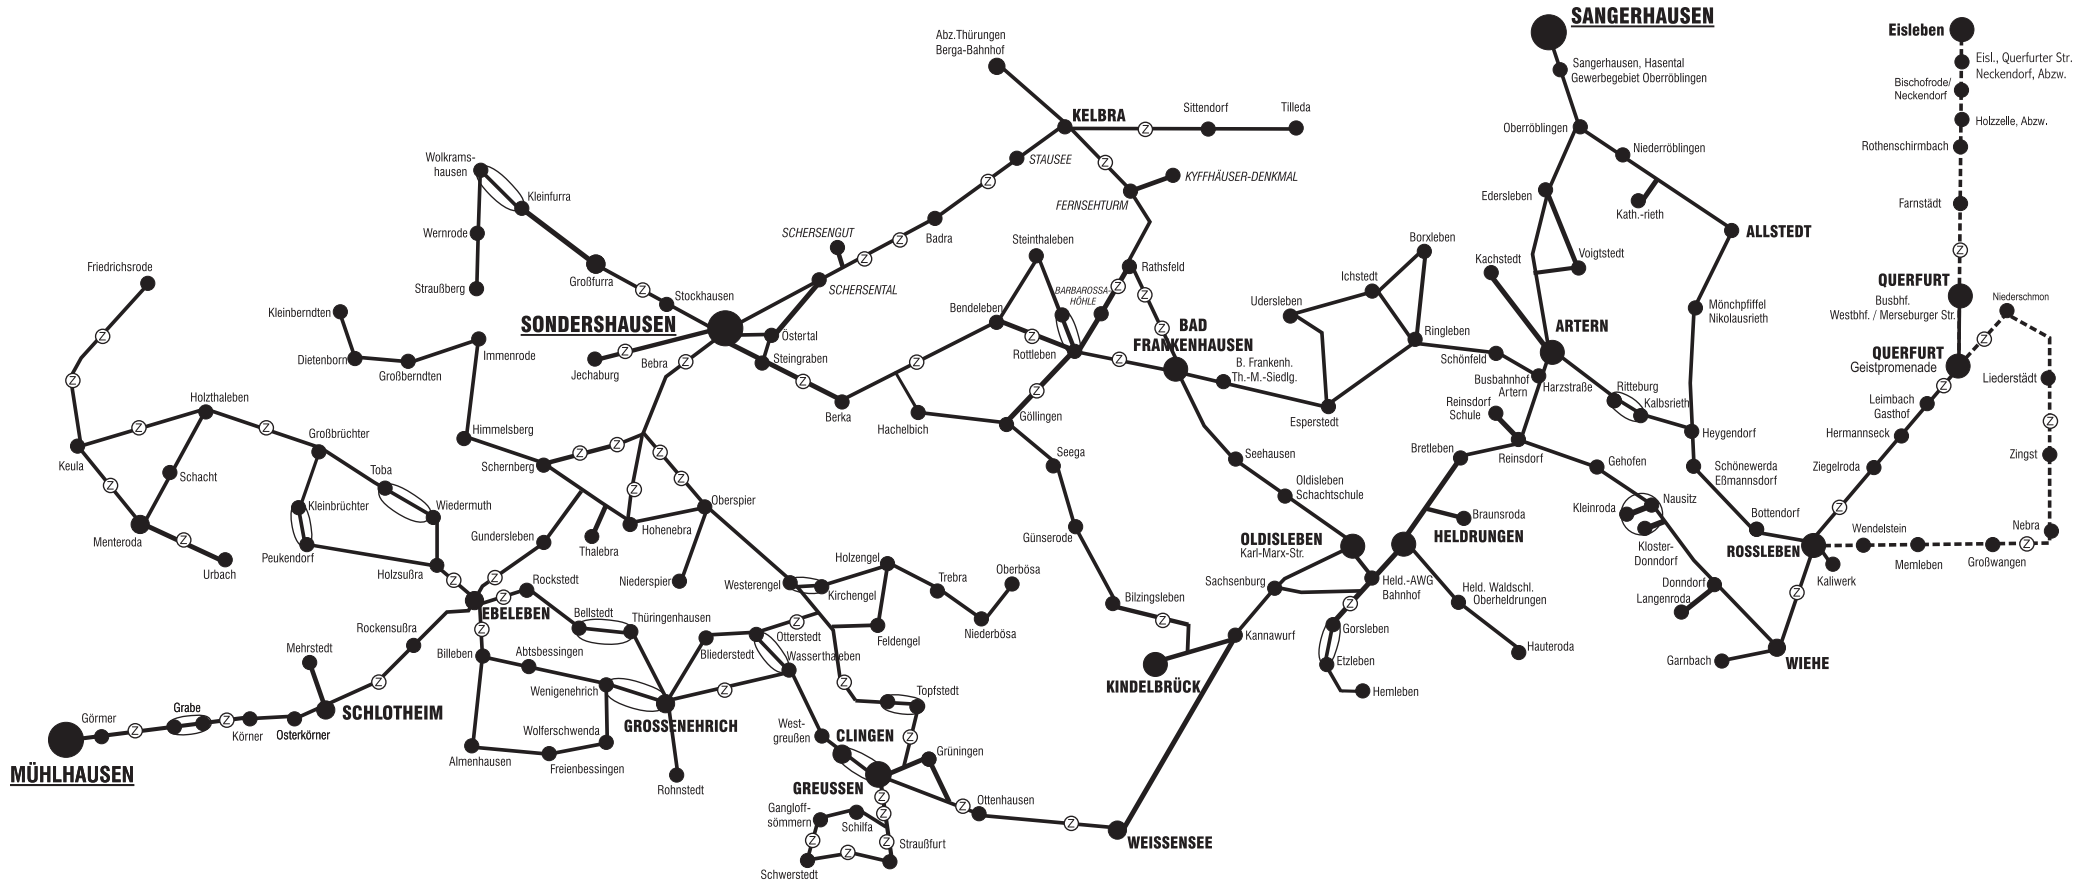 SANGERHAUSEN
Sangerhausen, Hasental
Gewerbegebiet Oberröblingen
Eisleben
Eisl., Querfurter Str.
Neckendorf, Abzw.
Bischofrode/
Neckendorf
Holzzelle, Abzw.
Rothenschirmbach
Farnstädt
Z
QUERFURT
Busbhf.
Westbhf. / Merseburger Str.
Niederschmon
Z
QUERFURT
Geistpromenade
Z
Liederstädt
Z
Zingst
Nebra
Z
Großwangen
Memleben
Wendelstein
Leimbach
Gasthof
Hermannseck
Ziegelroda
Z
ROSSLEBEN
Kaliwerk
Z
Bottendorf
Schönewerda
Eßmannsdorf
Heygendorf
Mönchpfiffel
Nikolausrieth
ALLSTEDT
Kath.-rieth
Niederröblingen
Oberröblingen
Edersleben
Voigtstedt
Kachstedt
ARTERN
Schönfeld
Busbahnhof
Artern
Harzstraße
Ritteburg
Kalbsrieth
Reinsdorf
Schule
Reinsdorf
Bretleben
Gehofen
Nausitz
Kleinroda
Kloster-
Donndorf
Donndorf
Langenroda
Garnbach
WIEHE
Braunsroda
HELDRUNGEN
Held.-AWG
Bahnhof
Held. Waldschl.
Oberheldrungen
Hauteroda
Z
Gorsleben
Etzleben
Hemleben
OLDISLEBEN
Karl-Marx-Str.
Sachsenburg
Kannawurf
Oldisleben
Schachtschule
Seehausen
Abz.Thürungen
Berga-Bahnhof
KELBRA
Z
Sittendorf
Tilleda
STAUSEE
Z
Z
KYFFHÄUSER-DENKMAL
FERNSEHTURM
Badra
Z
SCHERSENGUT
Z
SCHERSENTAL
Rathsfeld
Z
Z
Z
Steinthaleben
BARBAROSSA-
HÖHLE
Bendeleben
Z
Rottleben
Z
BAD
FRANKENHAUSEN
B. Frankenh.
Th.-M.-Siedlg.
Esperstedt
Udersleben
Ichstedt
Borxleben
Ringleben
Z
Göllingen
Hachelbich
Z
Seega
Günserode
Bilzingsleben
Z
KINDELBRÜCK
Wolkrams-
hausen
Kleinfurra
Wernrode
Straußberg
Großfurra
Z
Stockhausen
SONDERSHAUSEN
Östertal
Steingraben
Z
Berka
Jechaburg
Z
Bebra
Z
Friedrichsrode
Z
Z
Keula
Z
Z
Holzthaleben
Z
Schacht
Menteroda
Z
Urbach
Kleinberndten
Dietenborn
Großberndten
Immenrode
Himmelsberg
Schernberg
Z
Z
Z
Z
Z
Oberspier
Hohenebra
Thalebra
Gundersleben
Niederspier
Großbrüchter
Toba
Wiedermuth
Kleinbrüchter
Peukendorf
Holzsußra
Z
Z
Z
EBELEBEN
Rockstedt
Bellstedt
Thüringenhausen
Z
Billeben
Rockensußra
Mehrstedt
Z
SCHLOTHEIM
Osterkörner
Körner
Z
Grabe
Z
Görmer
MÜHLHAUSEN
Abtsbessingen
Wenigenehrich
Wolferschwenda
Freienbessingen
Almenhausen
GROSSENEHRICH
Rohnstedt
Z
Bliederstedt
Otterstedt
Z
Wasserthaleben
Westerengel
Kirchengel
Holzengel
Feldengel
Trebra
Niederbösa
Oberbösa
Z
Topfstedt
Z
West-
greußen
CLINGEN
GREUSSEN
Grüningen
Z
Ottenhausen
Z
WEISSENSEE
Z
Z
Z
Straußfurt
Z
Schwerstedt
Z
Gangloff-
sömmern
Schilfa